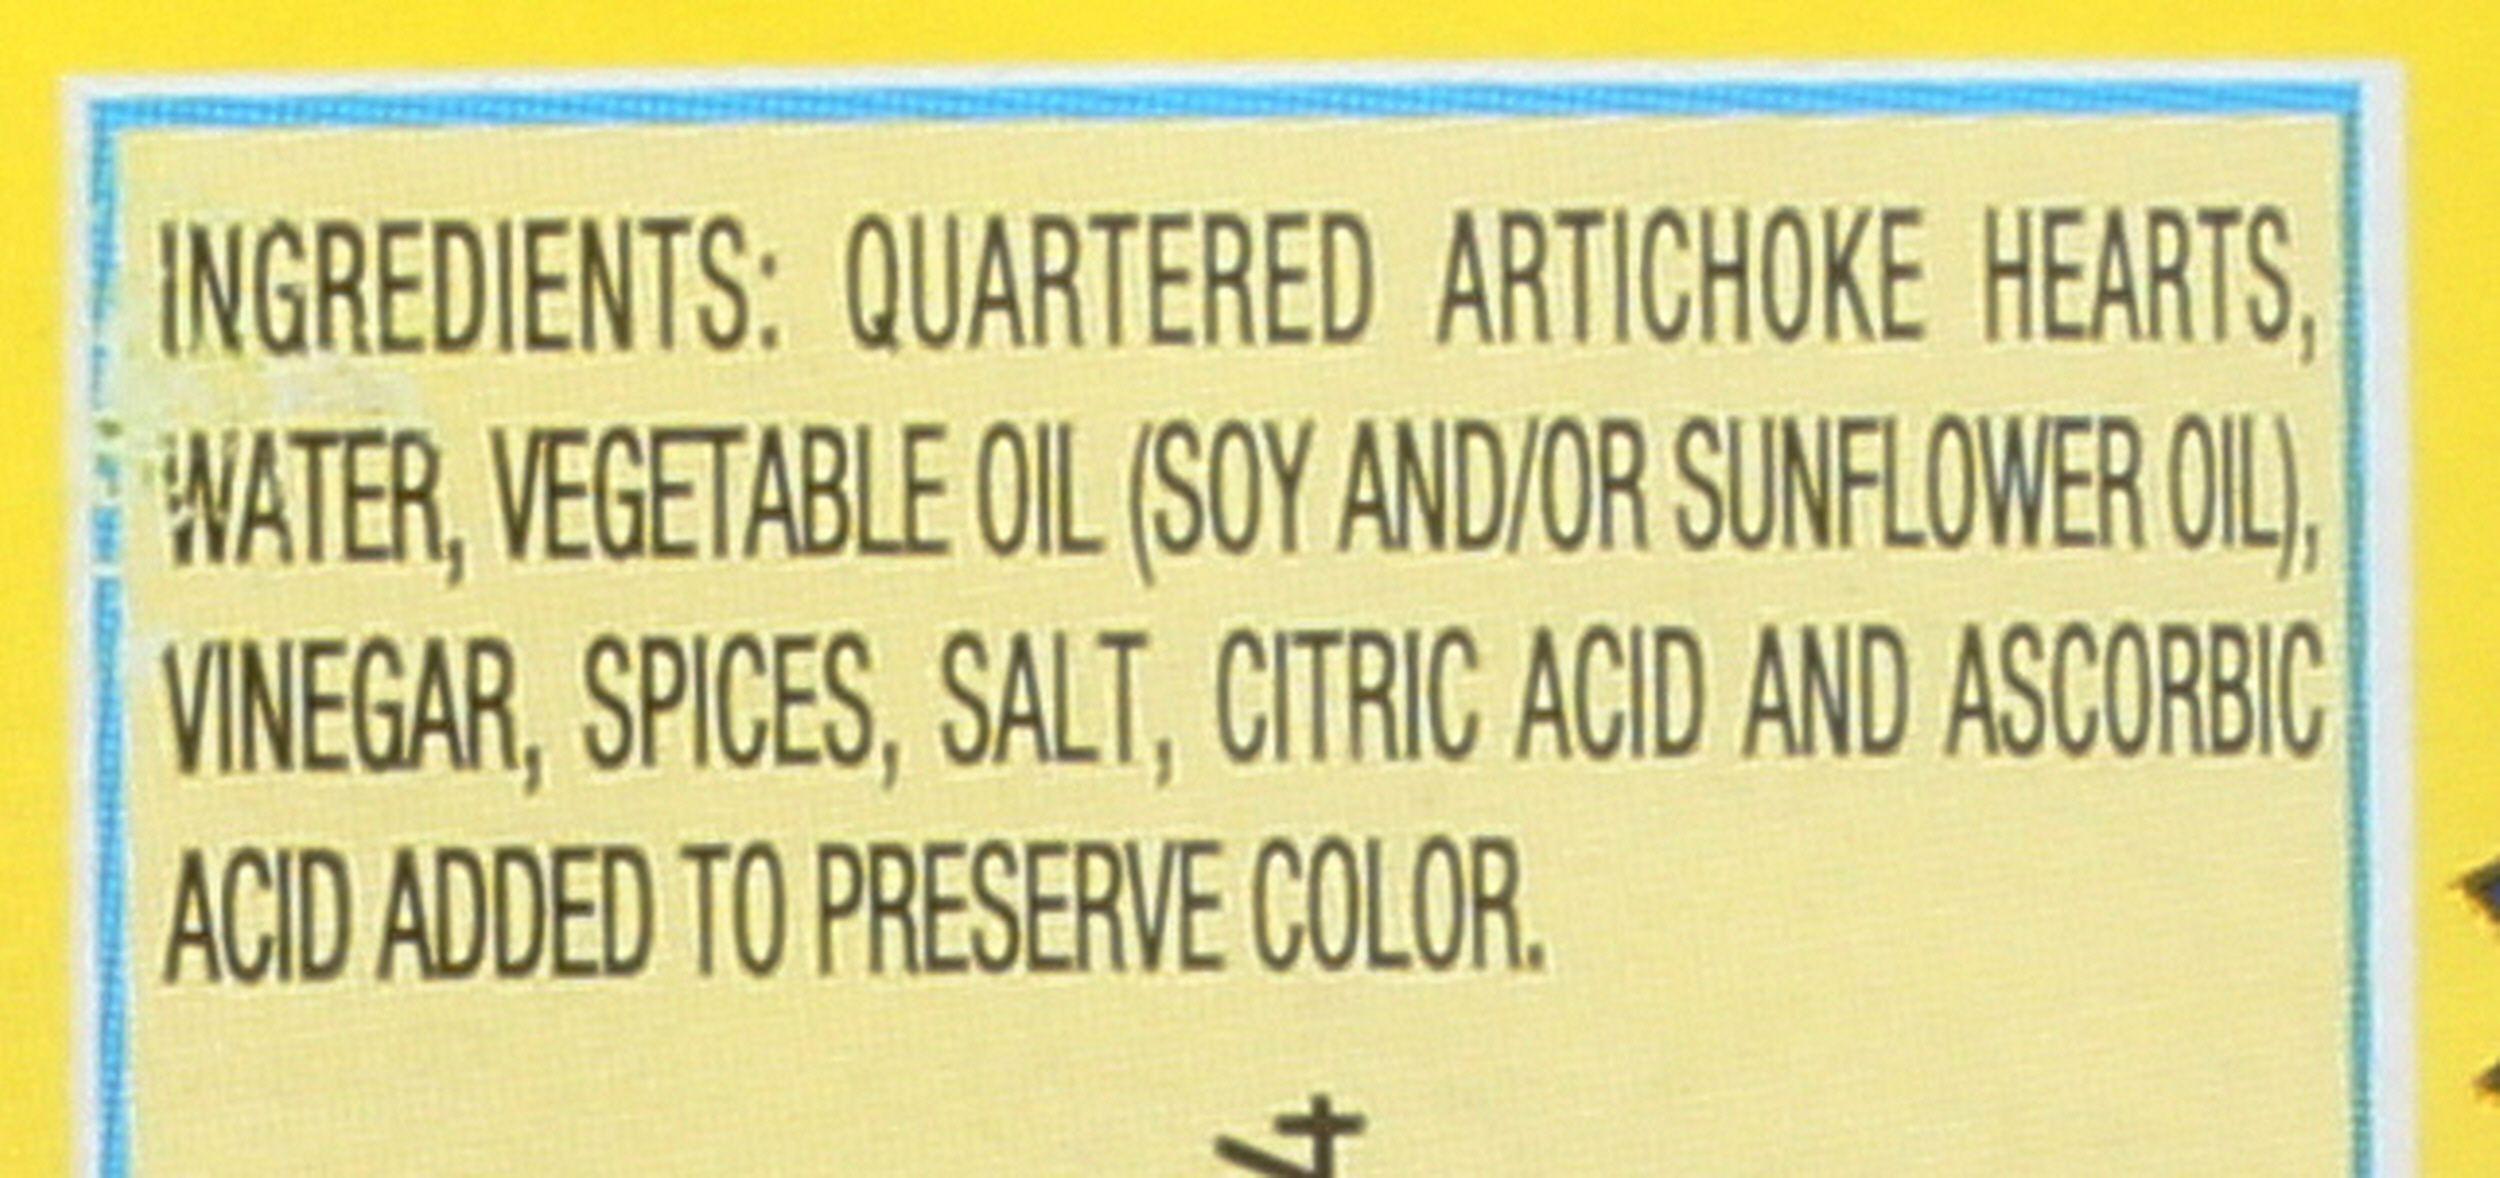 INGREDIENTS: QUARTERED ARTICHOKE HEARTS,
WATER, VEGETABLE OIL (SOY AND/OR SUNFLOWER OIL),
VINEGAR, SPICES, SALT, CITRIC ACID AND ASCORBIC
ACID ADDED TO PRESERVE COLOR.